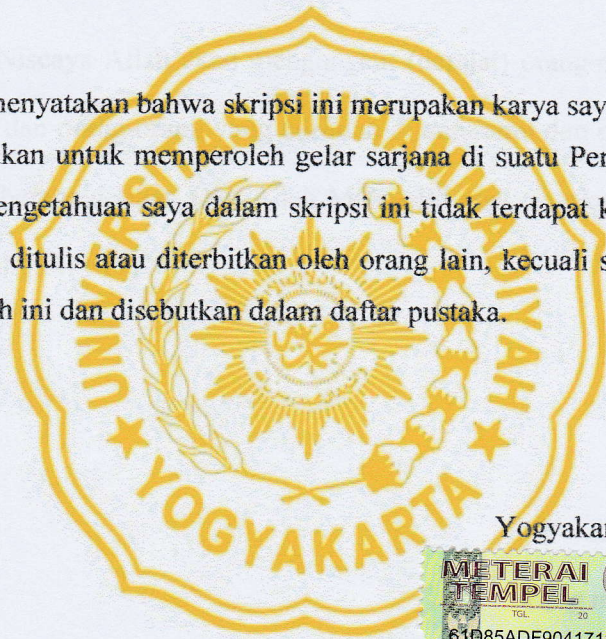 menyatakan bahwa skripsi ini merupakan karya say
kan untuk memperoleh gelar sarjana di suatu Per
engetahuan saya dalam skripsi ini tidak terdapat k
ditulis atau diterbitkan oleh orang lain, kecuali s
h ini dan disebutkan dalam daftar pustaka.
UNIVERSITAS MUHAMMADIYAH
YOGYAKARTA
Yogyakar
METERAI
TEMPEL
TGL. 20